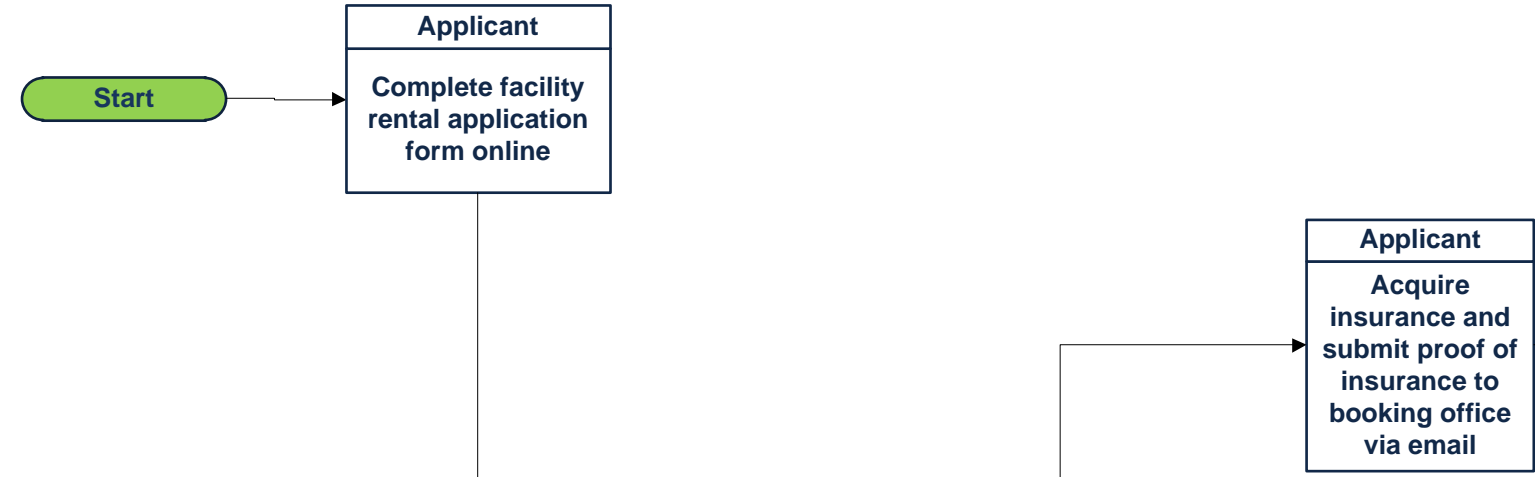 Start
Applicant
Complete facility
rental application
form online
Applicant
Acquire
insurance and
submit proof of
insurance to
booking office
via email